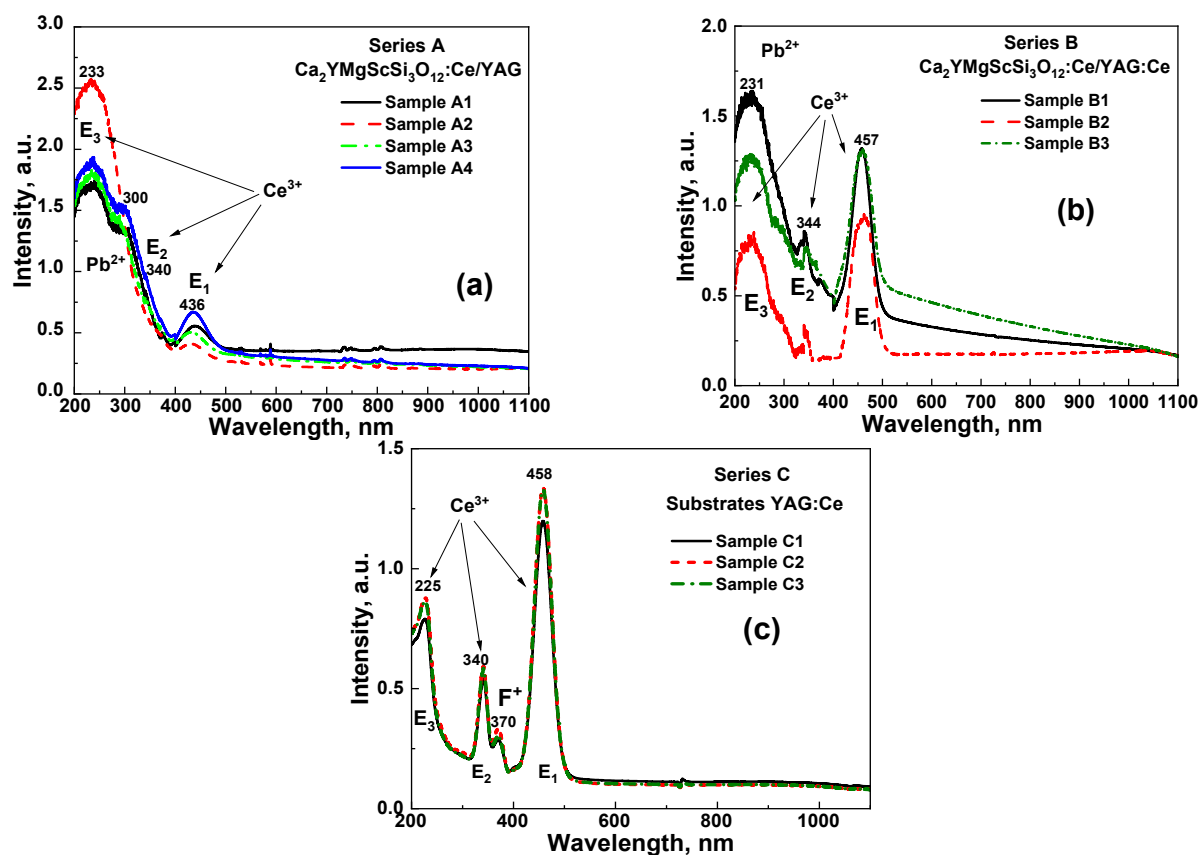 Series A
Ca₂YMgScSi₃O₁₂:Ce/YAG
Sample A1
Sample A2
Sample A3
Sample A4
233
E₃
Ce³⁺
300
E₂
340
Pb²⁺
E₁
436
(a)
3.0
2.5
2.0
1.5
1.0
0.5
0.0
Intensity, a.u.
200 300 400 500 600 700 800 900 1000 1100
Wavelength, nm
Series B
Ca₂YMgScSi₃O₁₂:Ce/YAG:Ce
Sample B1
Sample B2
Sample B3
Pb²⁺
231
Ce³⁺
457
344
E₂
E₃
E₁
(b)
2.0
1.5
1.0
0.5
0.0
Intensity, a.u.
200 300 400 500 600 700 800 900 1000 1100
Wavelength, nm
Series C
Substrates YAG:Ce
Sample C1
Sample C2
Sample C3
458
Ce³⁺
225
340
F⁺
370
E₃
E₂
E₁
(c)
1.5
1.0
0.5
0.0
Intensity, a.u.
200 400 600 800 1000
Wavelength, nm